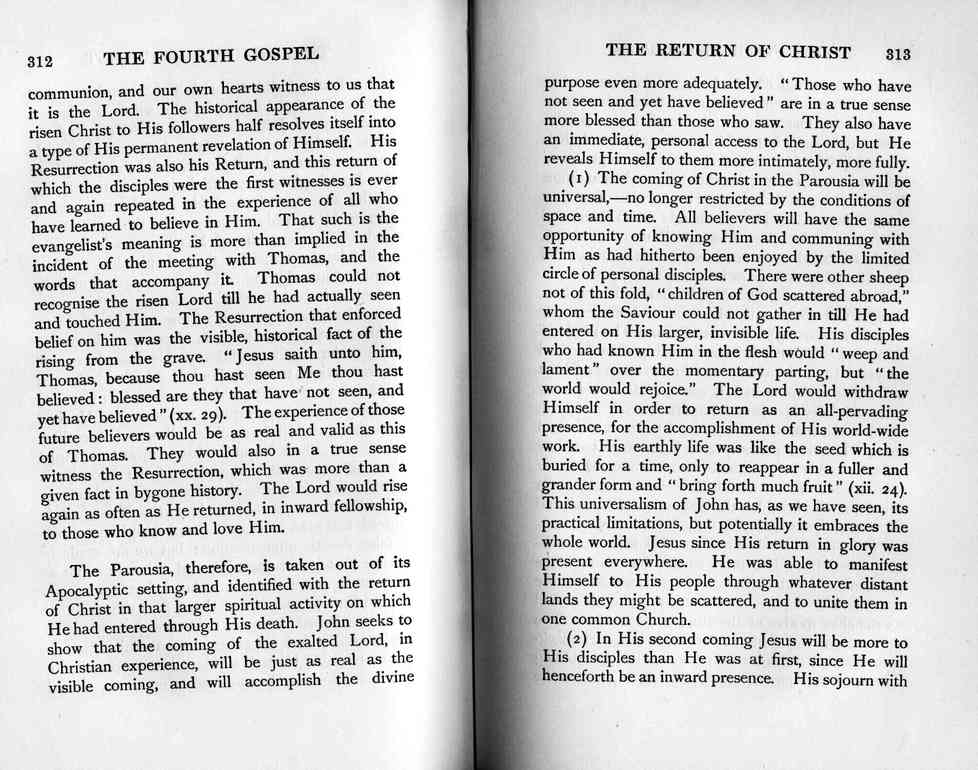 312 THE FOURTH GOSPEL
communion, and our own hearts witness to us that
it is the Lord. The historical appearance of the
risen Christ to His followers half resolves itself into
a type of His permanent revelation of Himself. His
Resurrection was also his Return, and this return of
which the disciples were the first witnesses is ever
and again repeated in the experience of all who
have learned to believe in Him. That such is the
evangelist's meaning is more than implied in the
incident of the meeting with Thomas, and the
words that accompany it. Thomas could not
recognise the risen Lord till he had actually seen
and touched Him. The Resurrection that enforced
belief on him was the visible, historical fact of the
rising from the grave. "Jesus saith unto him,
Thomas, because thou hast seen Me thou hast
believed: blessed are they that have not seen, and
yet have believed" (xx. 29). The experience of those
future believers would be as real and valid as this
of Thomas. They would also in a true sense
witness the Resurrection, which was more than a
given fact in bygone history. The Lord would rise
again as often as He returned, in inward fellowship,
to those who know and love Him.
The Parousia, therefore, is taken out of its
Apocalyptic setting, and identified with the return
of Christ in that larger spiritual activity on which
He had entered through His death. John seeks to
show that the coming of the exalted Lord, in
Christian experience, will be just as real as the
visible coming, and will accomplish the divine
THE RETURN OF CHRIST 313
purpose even more adequately. "Those who have
not seen and yet have believed" are in a true sense
more blessed than those who saw. They also have
an immediate, personal access to the Lord, but He
reveals Himself to them more intimately, more fully.
(1) The coming of Christ in the Parousia will be
universal,—no longer restricted by the conditions of
space and time. All believers will have the same
opportunity of knowing Him and communing with
Him as had hitherto been enjoyed by the limited
circle of personal disciples. There were other sheep
not of this fold, "children of God scattered abroad,"
whom the Saviour could not gather in till He had
entered on His larger, invisible life. His disciples
who had known Him in the flesh would "weep and
lament" over the momentary parting, but "the
world would rejoice." The Lord would withdraw
Himself in order to return as an all-pervading
presence, for the accomplishment of His world-wide
work. His earthly life was like the seed which is
buried for a time, only to reappear in a fuller and
grander form and "bring forth much fruit" (xii. 24).
This universalism of John has, as we have seen, its
practical limitations, but potentially it embraces the
whole world. Jesus since His return in glory was
present everywhere. He was able to manifest
Himself to His people through whatever distant
lands they might be scattered, and to unite them in
one common Church.
(2) In His second coming Jesus will be more to
His disciples than He was at first, since He will
henceforth be an inward presence. His sojourn with